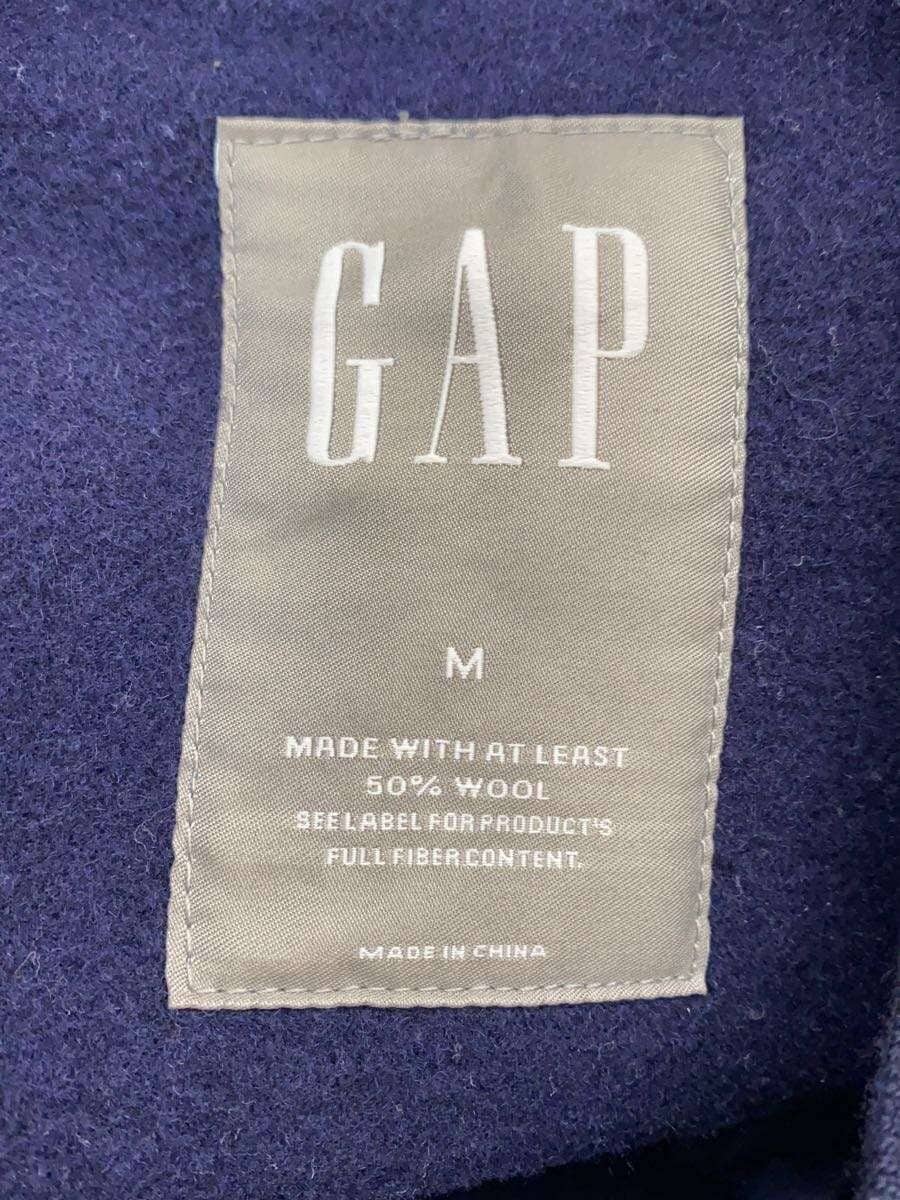 GAP
M
MADE WITH AT LEAST
50% WOOL
SEE LABEL FOR PRODUCT'S
FULL FIBER CONTENT.
MADE IN CHINA